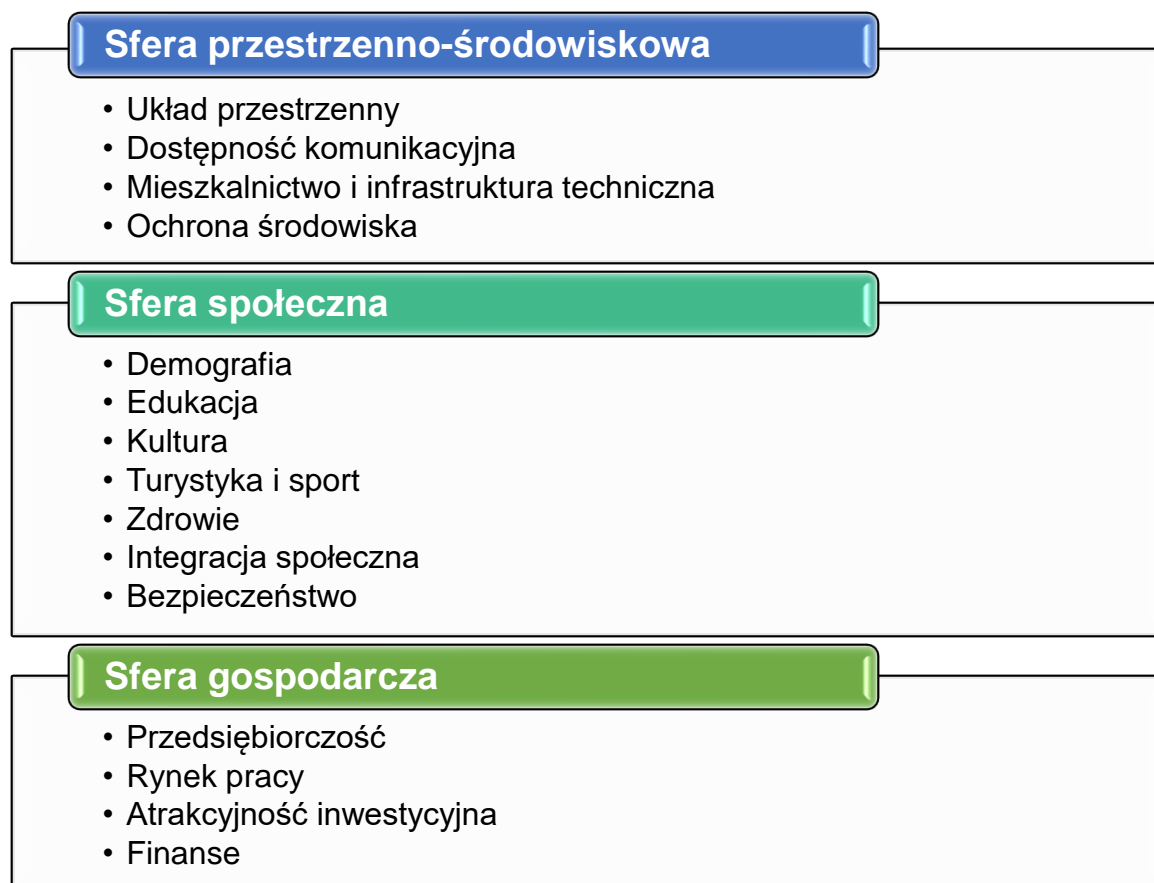 Sfera przestrzenno-środowiskowa
• Układ przestrzenny
• Dostępność komunikacyjna
• Mieszkalnictwo i infrastruktura techniczna
• Ochrona środowiska
Sfera społeczna
• Demografia
• Edukacja
• Kultura
• Turystyka i sport
• Zdrowie
• Integracja społeczna
• Bezpieczeństwo
Sfera gospodarcza
• Przedsiębiorczość
• Rynek pracy
• Atrakcyjność inwestycyjna
• Finanse